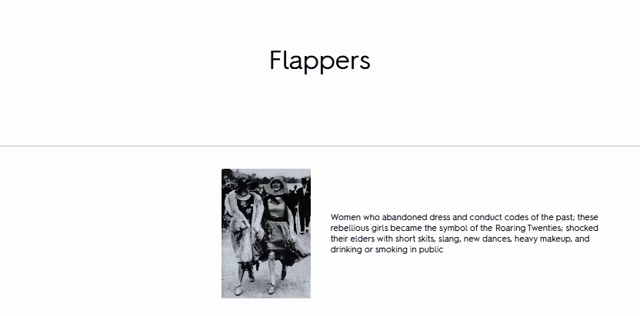 Flappers
Women who abandoned dress and conduct codes of the past; these
rebellious girls became the symbol of the Roaring Twenties; shocked
their elders with short skits, slang, new dances, heavy makeup, and
drinking or smoking in public